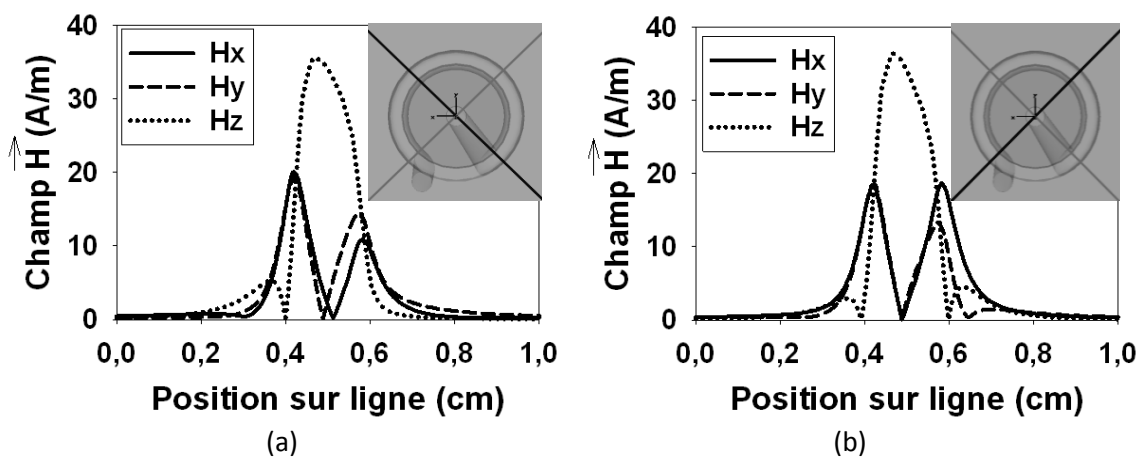 40
30
20
10
0
Champ H (A/m)
Hx
Hy
Hz
0,0 0,2 0,4 0,6 0,8 1,0
Position sur ligne (cm)
(a)
40
30
20
10
0
Champ H (A/m)
Hx
Hy
Hz
0,0 0,2 0,4 0,6 0,8 1,0
Position sur ligne (cm)
(b)